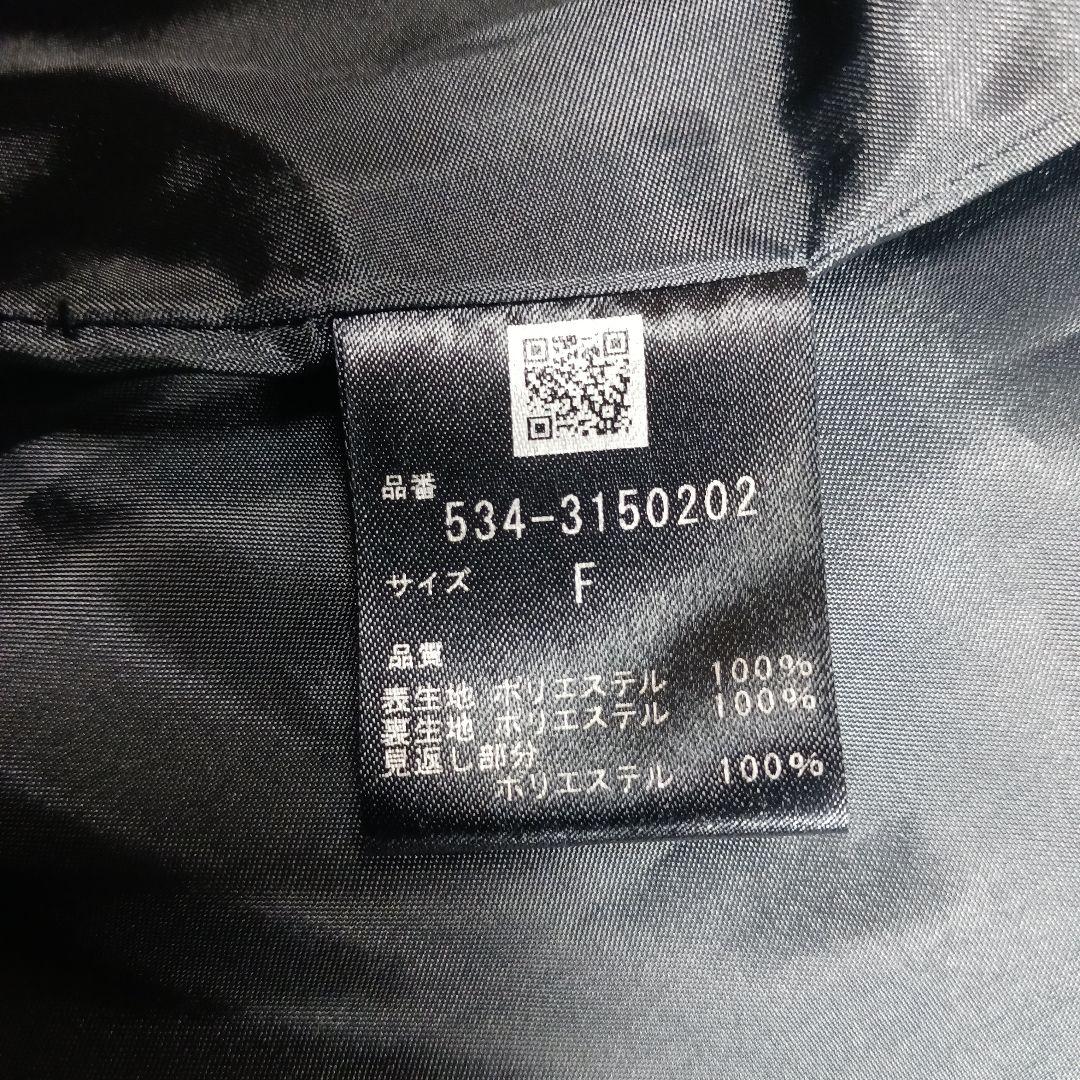 品番
534-3150202
サイズ F
品質
表生地 ポリエステル 100%
裏生地 ポリエステル 100%
見返し部分
ポリエステル 100%